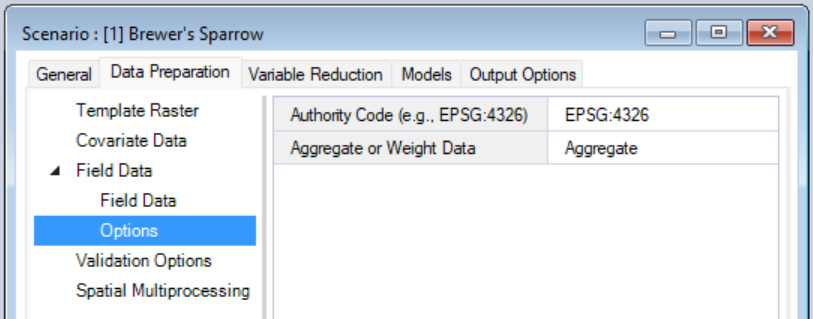 Scenario : [1] Brewer's Sparrow
General Data Preparation Variable Reduction Models Output Options
Template Raster
Covariate Data
Field Data
Field Data
Options
Validation Options
Spatial Multiprocessing
Authority Code (e.g., EPSG:4326) EPSG:4326
Aggregate or Weight Data Aggregate